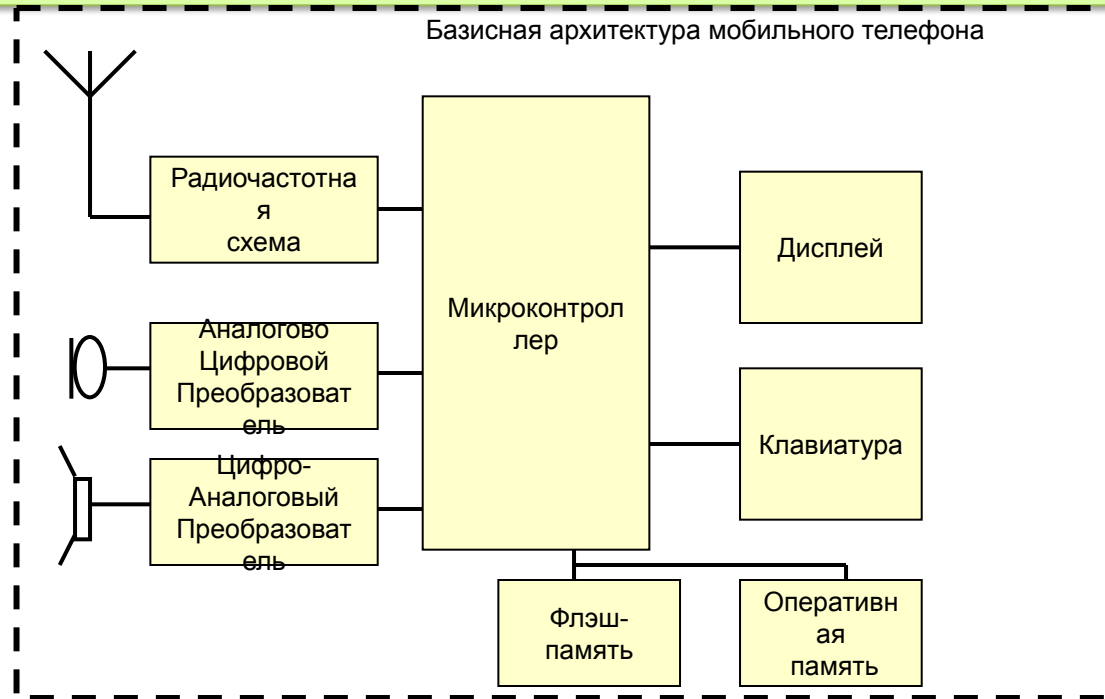 Базисная архитектура мобильного телефона
Радиочастотна
я
схема
Аналогово
Цифровой
Преобразоват
ель
Цифро-
Аналоговый
Преобразоват
ель
Микроконтрол
лер
Дисплей
Клавиатура
Флэш-
память
Оперативн
ая
память